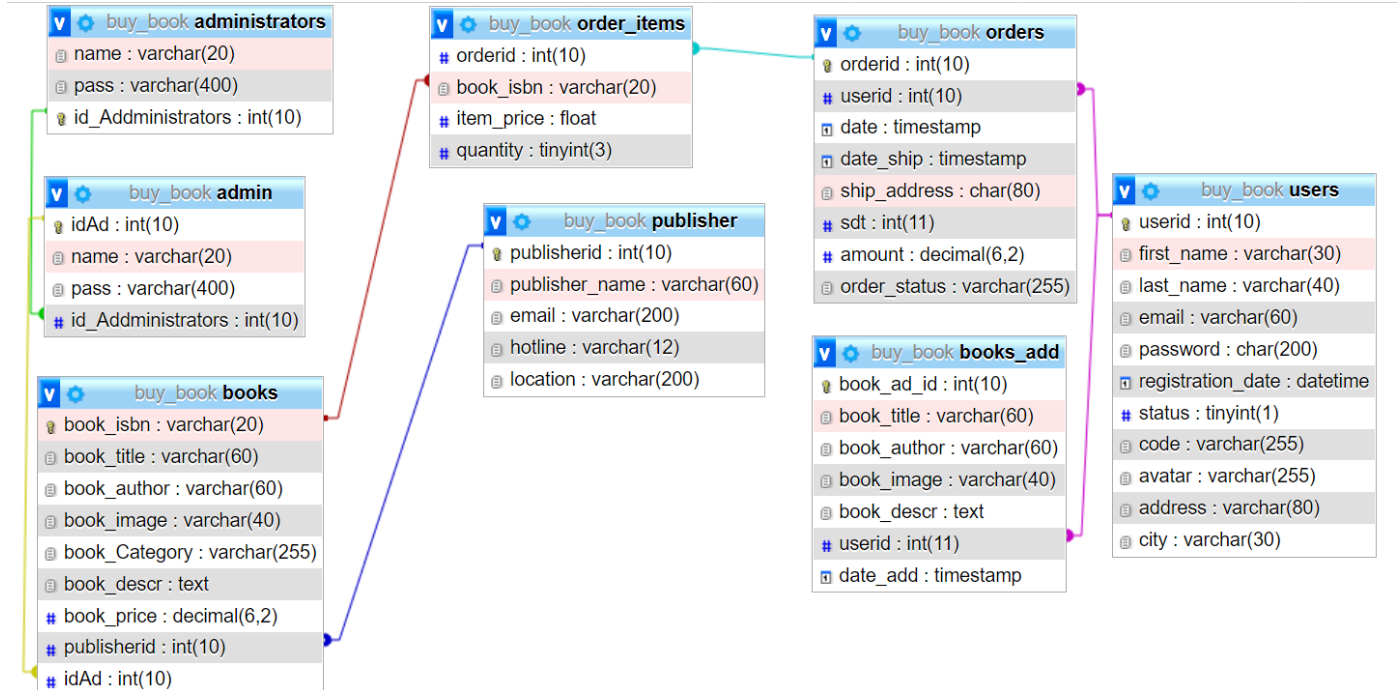 buy_book administrators
name : varchar(20)
pass : varchar(400)
id_Addministrators : int(10)
buy_book admin
idAd : int(10)
name : varchar(20)
pass : varchar(400)
id_Addministrators : int(10)
buy_book books
book_isbn : varchar(20)
book_title : varchar(60)
book_author : varchar(60)
book_image : varchar(40)
book_Category : varchar(255)
book_descr : text
book_price : decimal(6,2)
publisherid : int(10)
idAd : int(10)
buy_book order_items
orderid : int(10)
book_isbn : varchar(20)
item_price : float
quantity : tinyint(3)
buy_book publisher
publisherid : int(10)
publisher_name : varchar(60)
email : varchar(200)
hotline : varchar(12)
location : varchar(200)
buy_book orders
orderid : int(10)
userid : int(10)
date : timestamp
date_ship : timestamp
ship_address : char(80)
sdt : int(11)
amount : decimal(6,2)
order_status : varchar(255)
buy_book books_add
book_ad_id : int(10)
book_title : varchar(60)
book_author : varchar(60)
book_image : varchar(40)
book_descr : text
userid : int(11)
date_add : timestamp
buy_book users
userid : int(10)
first_name : varchar(30)
last_name : varchar(40)
email : varchar(60)
password : char(200)
registration_date : datetime
status : tinyint(1)
code : varchar(255)
avatar : varchar(255)
address : varchar(80)
city : varchar(30)